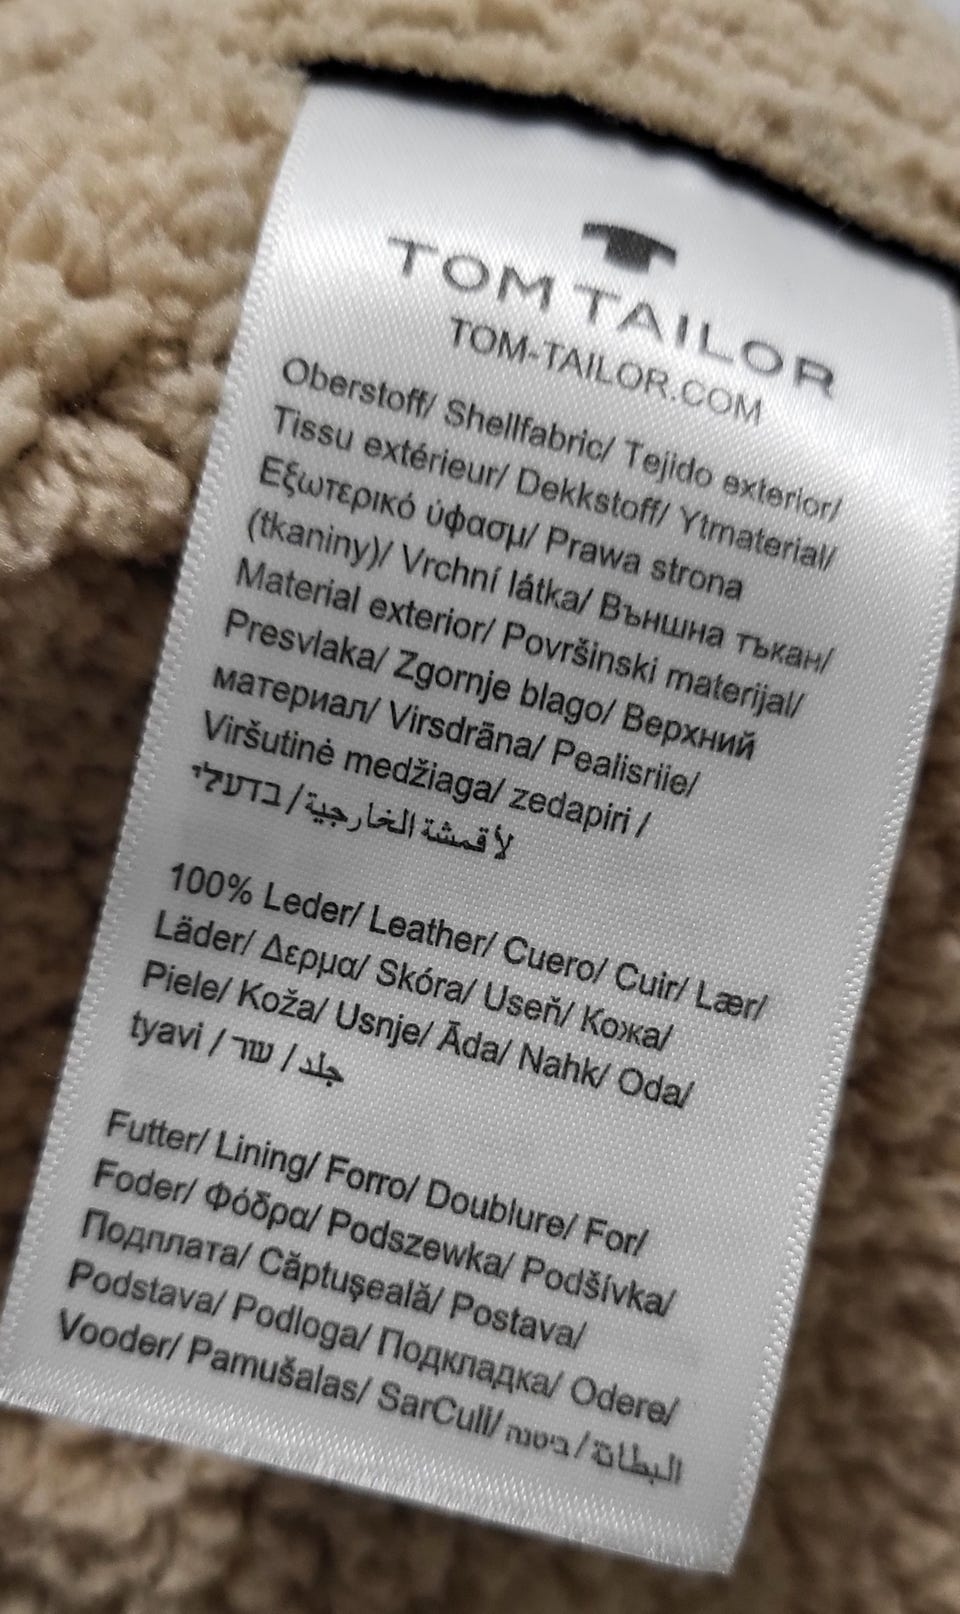 TOM TAILOR
TOM-TAILOR.COM
Oberstoff/ Shellfabric/ Tejido exterior/
Tissu extérieur/ Dekkstoff/ Ytmaterial/
Εξωτερικό ύφασμ/ Prawa strona
(tkaniny)/ Vrchní látka/ Външна тъкан/
Material exterior/ Površinski materijal/
Presvlaka/ Zgornje blago/ Верхний
материал/ Virsdrāna/ Pealisriie/
Viršutinė medžiaga/ zedapiri /
לאקمשة الخارجية / בדעלי
100% Leder/ Leather/ Cuero/ Cuir/ Lær/
Läder/ Δερμα/ Skóra/ Useň/ Кожа/
Piele/ Koža/ Usnje/ Āda/ Nahk/ Oda/
tyavi / עור / جلد
Futter/ Lining/ Forro/ Doublure/ For/
Foder/ Φόδρα/ Podszewka/ Podšívka/
Подплата/ Căptușeală/ Postava/
Podstava/ Podloga/ Подкладка/ Odere/
Vooder/ Pamušalas/ SarCuli/ ביטנה / البطانة